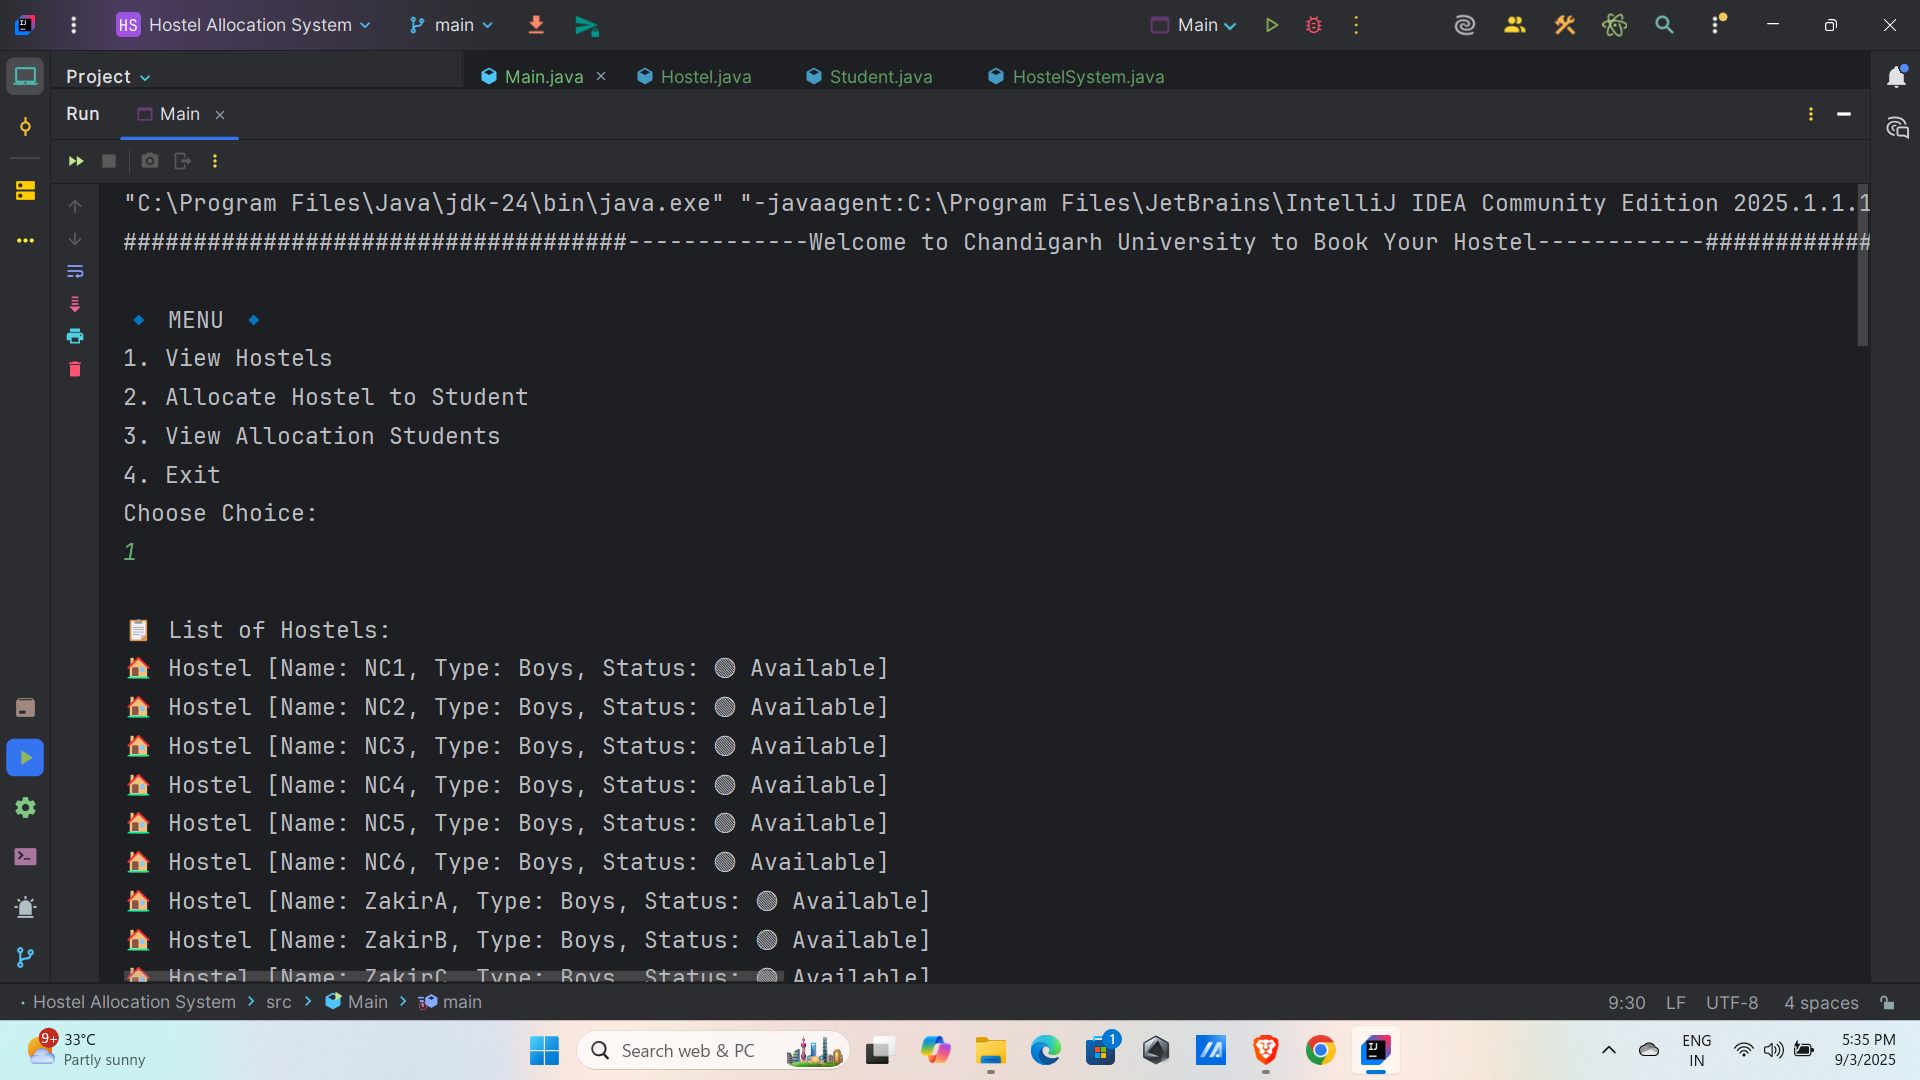 HS Hostel Allocation System main Main
Project Main.java Hostel.java Student.java HostelSystem.java
Run Main
"C:\Program Files\Java\jdk-24\bin\java.exe" "-javaagent:C:\Program Files\JetBrains\IntelliJ IDEA Community Edition 2025.1.1.1
####################################-------------Welcome to Chandigarh University to Book Your Hostel------------############
🔹 MENU 🔹
1. View Hostels
2. Allocate Hostel to Student
3. View Allocation Students
4. Exit
Choose Choice:
1
📋 List of Hostels:
🏠 Hostel [Name: NC1, Type: Boys, Status: Available]
🏠 Hostel [Name: NC2, Type: Boys, Status: Available]
🏠 Hostel [Name: NC3, Type: Boys, Status: Available]
🏠 Hostel [Name: NC4, Type: Boys, Status: Available]
🏠 Hostel [Name: NC5, Type: Boys, Status: Available]
🏠 Hostel [Name: NC6, Type: Boys, Status: Available]
🏠 Hostel [Name: ZakirA, Type: Boys, Status: Available]
🏠 Hostel [Name: ZakirB, Type: Boys, Status: Available]
🏠 Hostel [Name: ZakirC, Type: Boys, Status: Available]
Hostel Allocation System > src > Main > main 9:30 LF UTF-8 4 spaces
9+ 33°C
Partly sunny
Search web & PC
1
ENG
IN
5:35 PM
9/3/2025